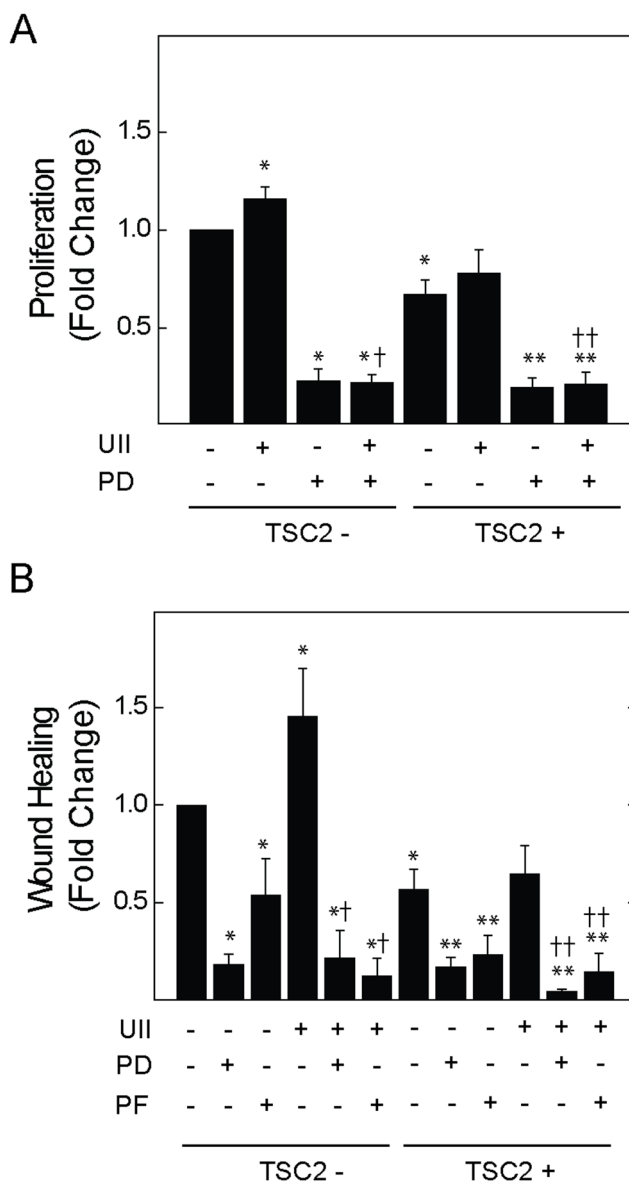 A
Proliferation
(Fold Change)
1.5
1.0
0.5
*
* *†
*
** ††
**
UII - + - + - + - +
PD - - + + - - + +
TSC2 - TSC2 +
B
Wound Healing
(Fold Change)
1.5
1.0
0.5
*
*
*
*† *†
*
** **
††
**
††
**
UII - - - + + + - - - + + +
PD - + - - + - - + - - + -
PF - - + - - + - - + - - +
TSC2 - TSC2 +